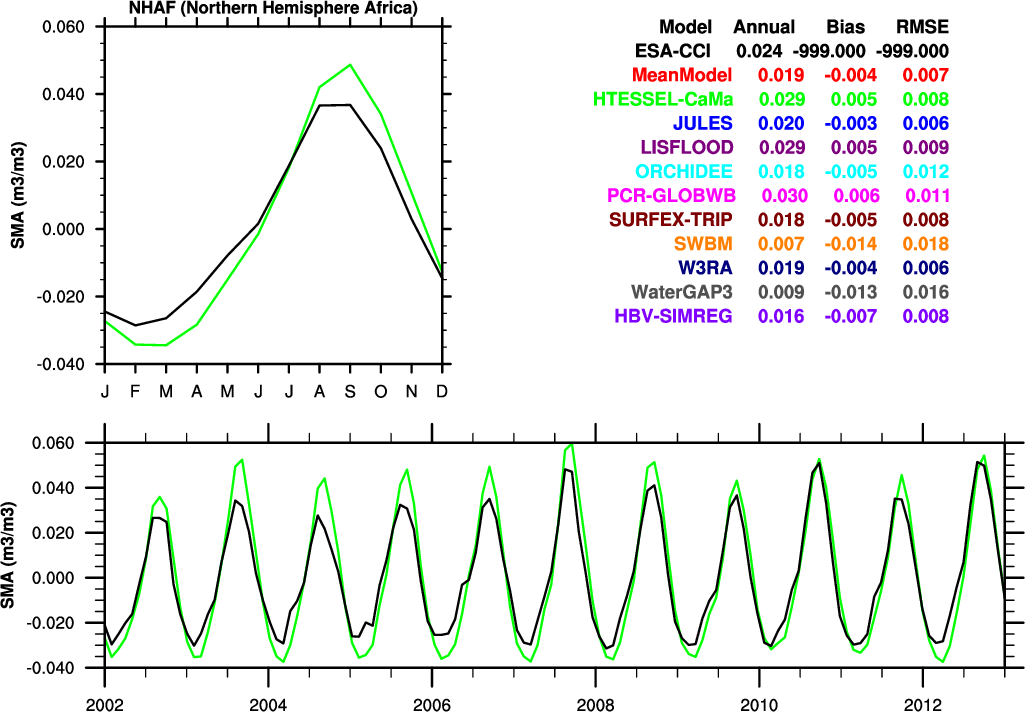 NHAF (Northern Hemisphere Africa)
0.060
0.040
0.020
0.000
-0.020
-0.040
SMA (m3/m3)
J F M A M J J A S O N D
Model Annual Bias RMSE
ESA-CCI 0.024 -999.000 -999.000
MeanModel 0.019 -0.004 0.007
HTESSEL-CaMa 0.029 0.005 0.008
JULES 0.020 -0.003 0.006
LISFLOOD 0.029 0.005 0.009
ORCHIDEE 0.018 -0.005 0.012
PCR-GLOBWB 0.030 0.006 0.011
SURFEX-TRIP 0.018 -0.005 0.008
SWBM 0.007 -0.014 0.018
W3RA 0.019 -0.004 0.006
WaterGAP3 0.009 -0.013 0.016
HBV-SIMREG 0.016 -0.007 0.008
0.060
0.040
0.020
0.000
-0.020
-0.040
SMA (m3/m3)
2002 2004 2006 2008 2010 2012